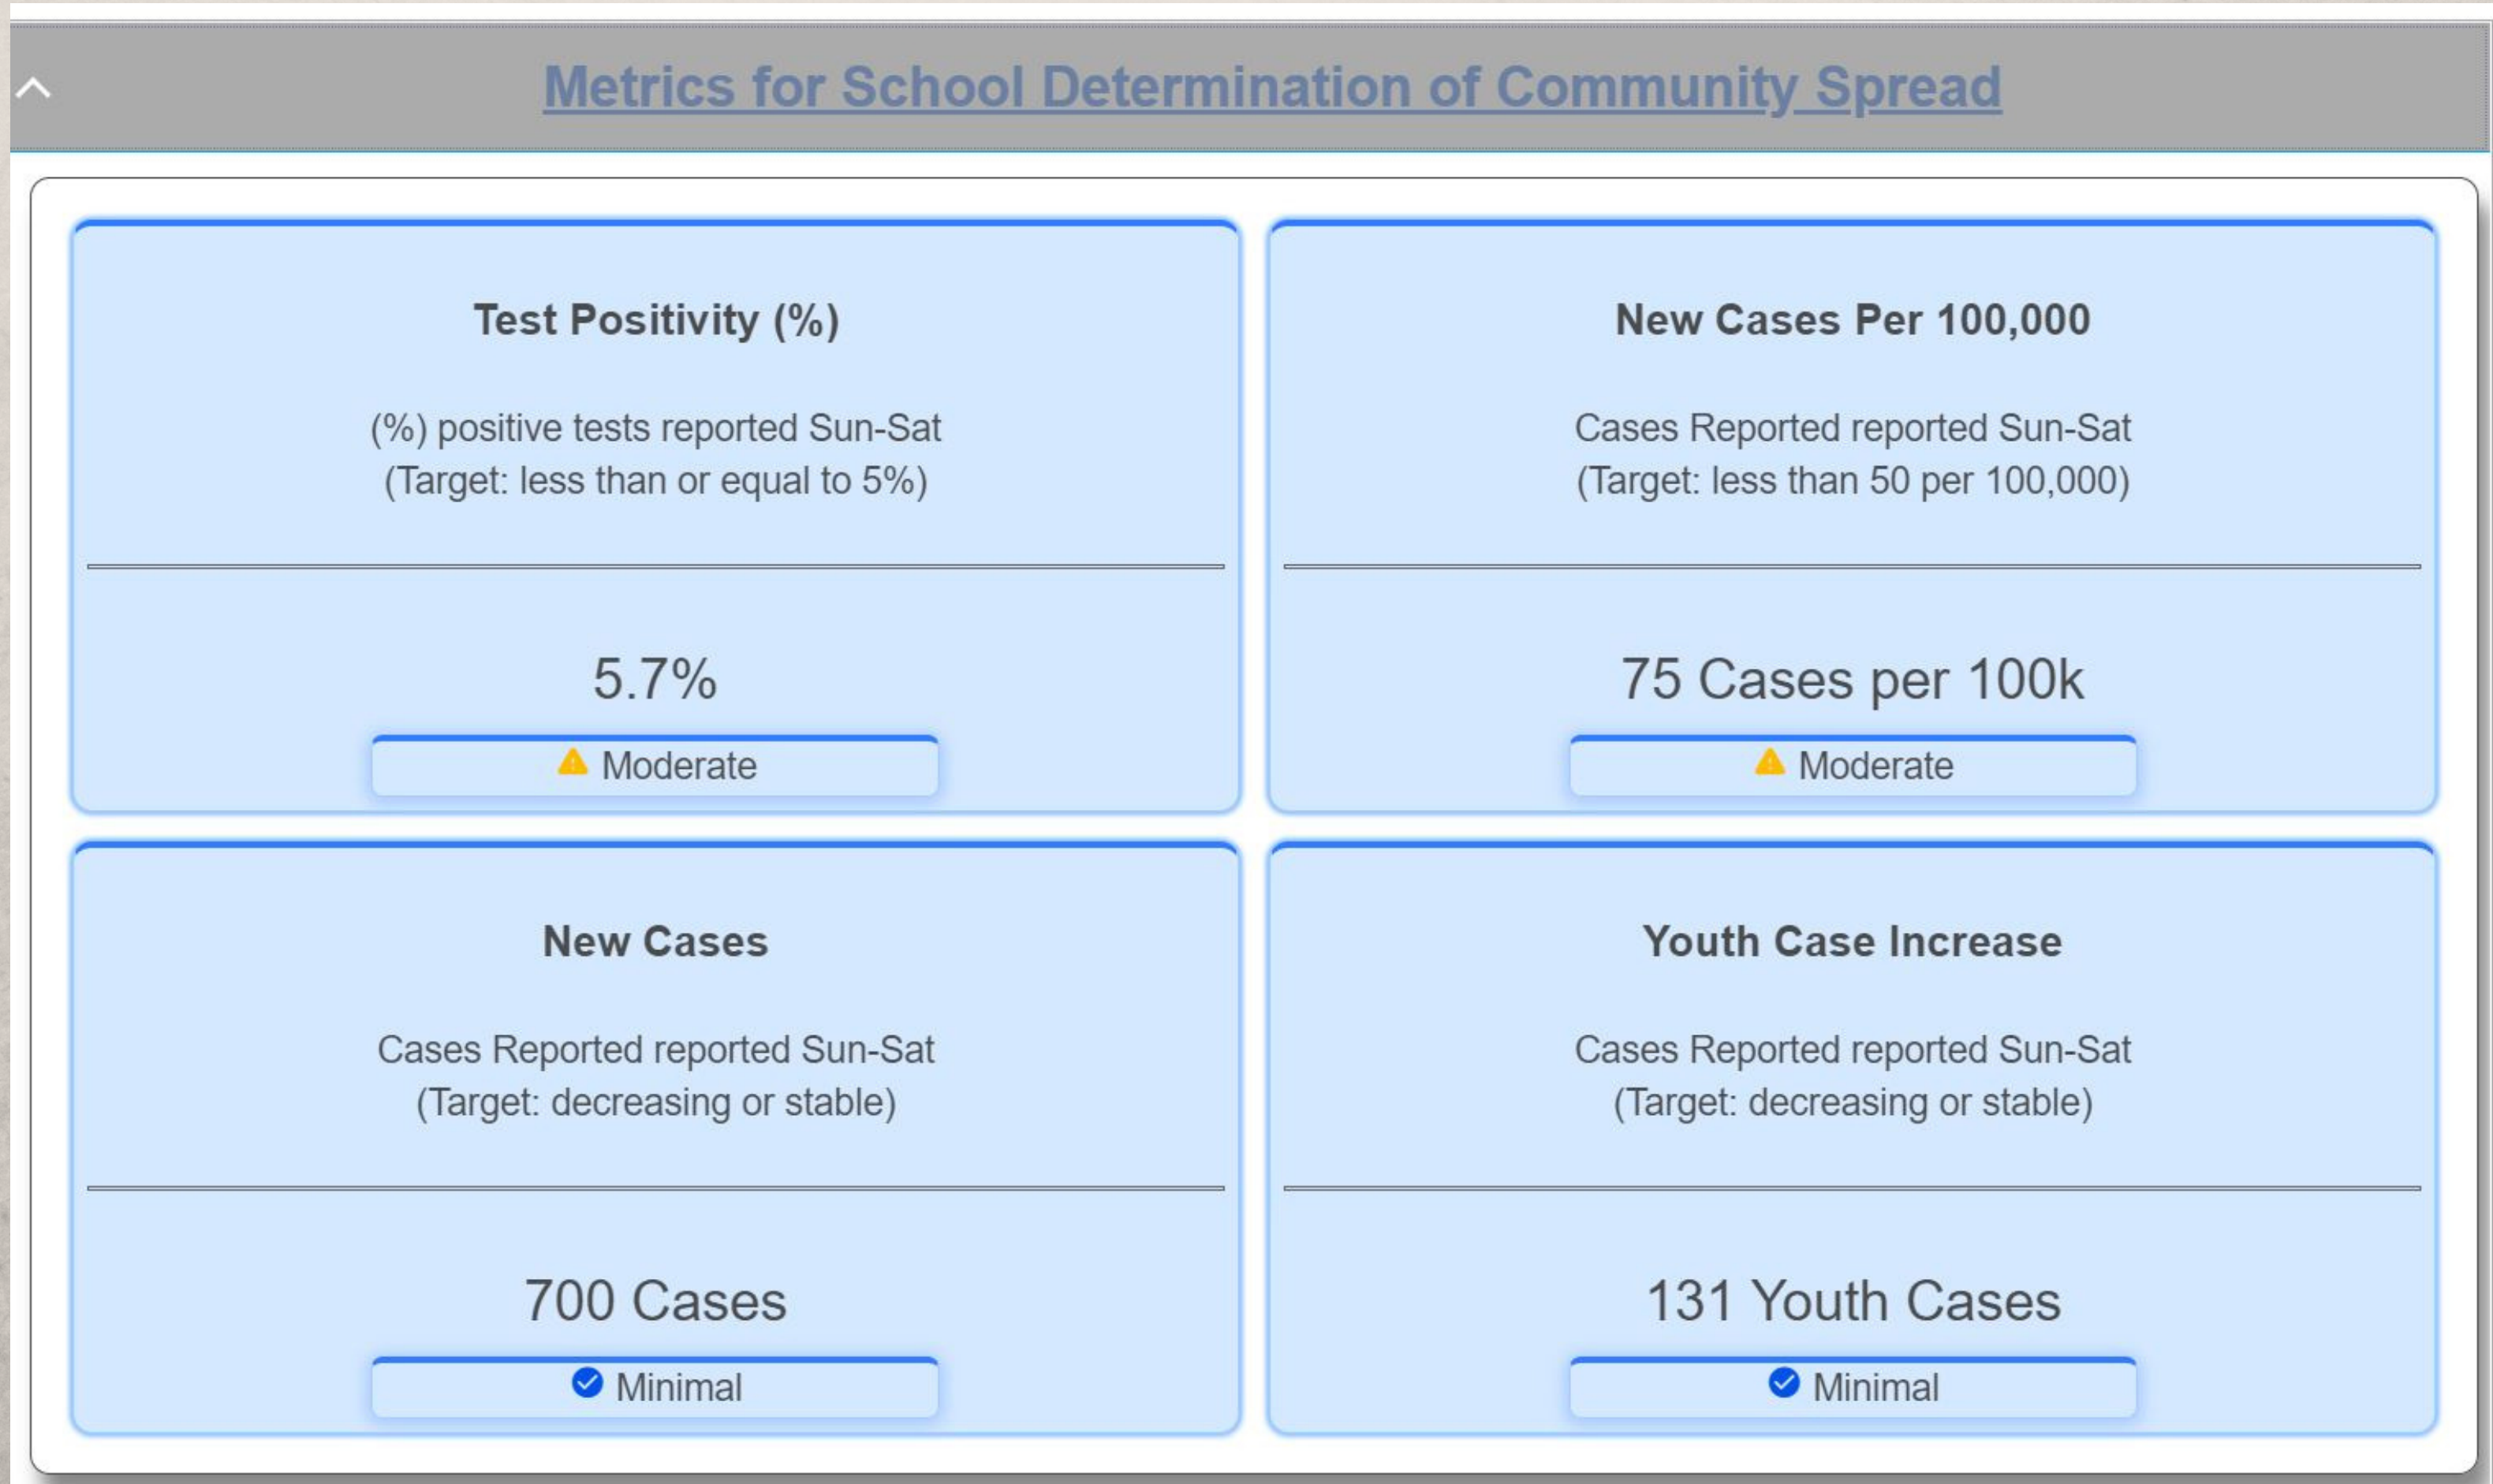 Metrics for School Determination of Community Spread
Test Positivity (%)
(%) positive tests reported Sun-Sat
(Target: less than or equal to 5%)
5.7%
Moderate
New Cases Per 100,000
Cases Reported reported Sun-Sat
(Target: less than 50 per 100,000)
75 Cases per 100k
Moderate
New Cases
Cases Reported reported Sun-Sat
(Target: decreasing or stable)
700 Cases
Minimal
Youth Case Increase
Cases Reported reported Sun-Sat
(Target: decreasing or stable)
131 Youth Cases
Minimal